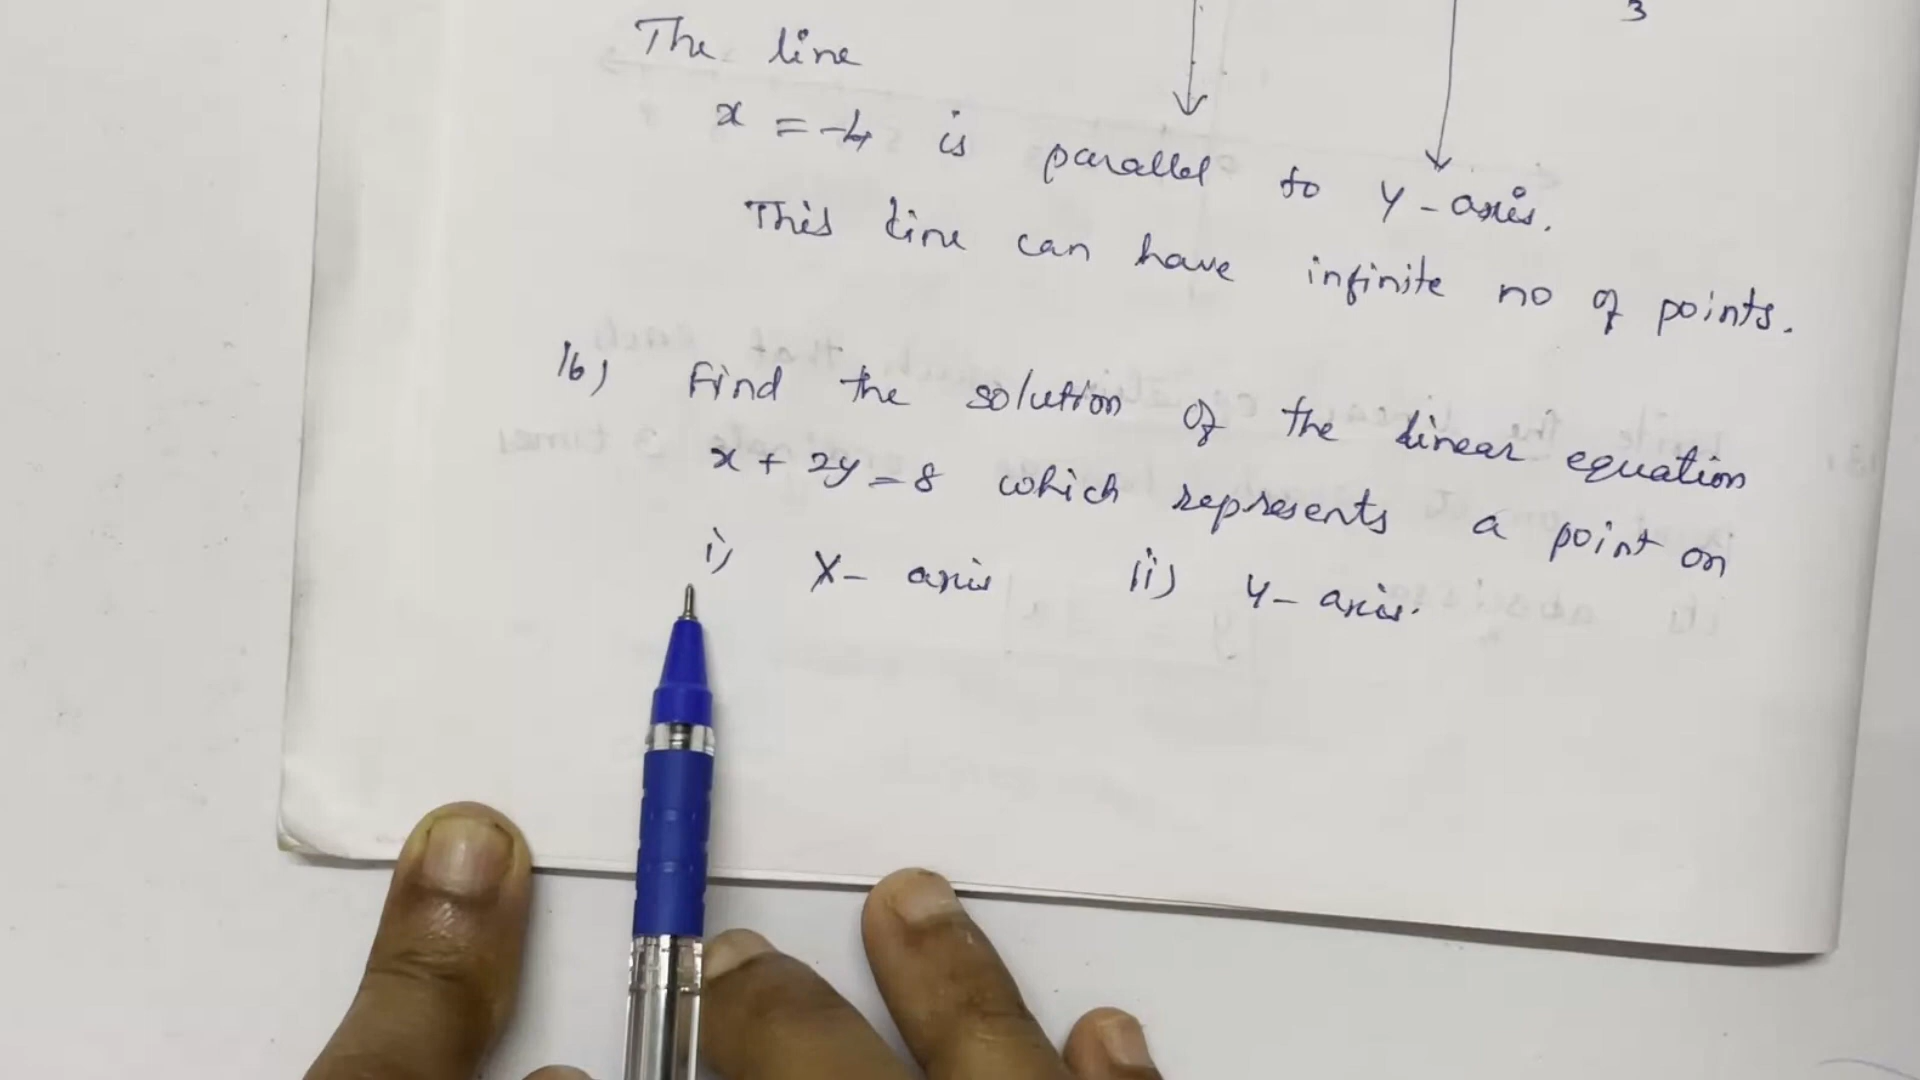 3
The line
x = -4 is parallel to Y-axis.
This line can have infinite no of points.
16) Find the solution of the linear equation
x + 2y = 8 which represents a point on
i) X- axis ii) Y- axis.